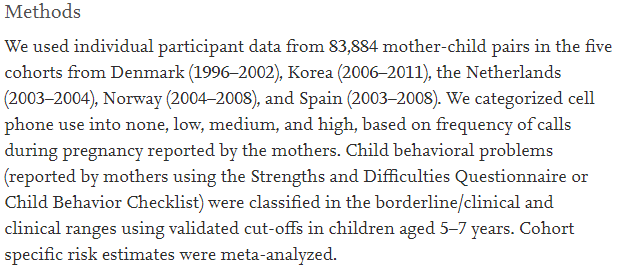 Methods
We used individual participant data from 83,884 mother-child pairs in the five
cohorts from Denmark (1996–2002), Korea (2006–2011), the Netherlands
(2003–2004), Norway (2004–2008), and Spain (2003–2008). We categorized cell
phone use into none, low, medium, and high, based on frequency of calls
during pregnancy reported by the mothers. Child behavioral problems
(reported by mothers using the Strengths and Difficulties Questionnaire or
Child Behavior Checklist) were classified in the borderline/clinical and
clinical ranges using validated cut-offs in children aged 5–7 years. Cohort
specific risk estimates were meta-analyzed.